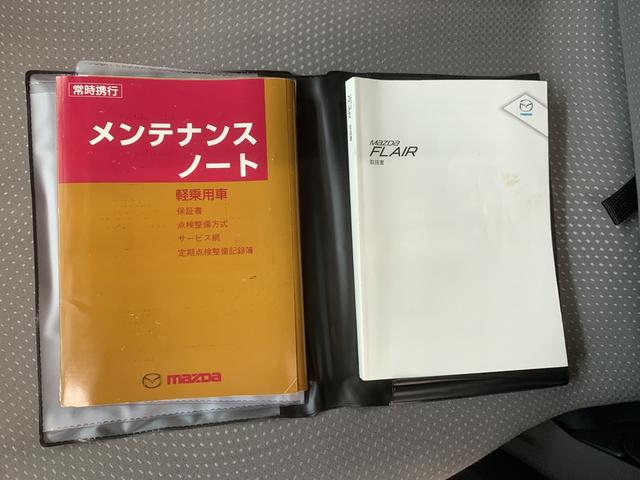 常時携行
メンテナンス
ノート
軽乗用車
保証書
点検整備方式
サービス網
定期点検整備記録簿
mazda
mazda
FLAIR
取扱書